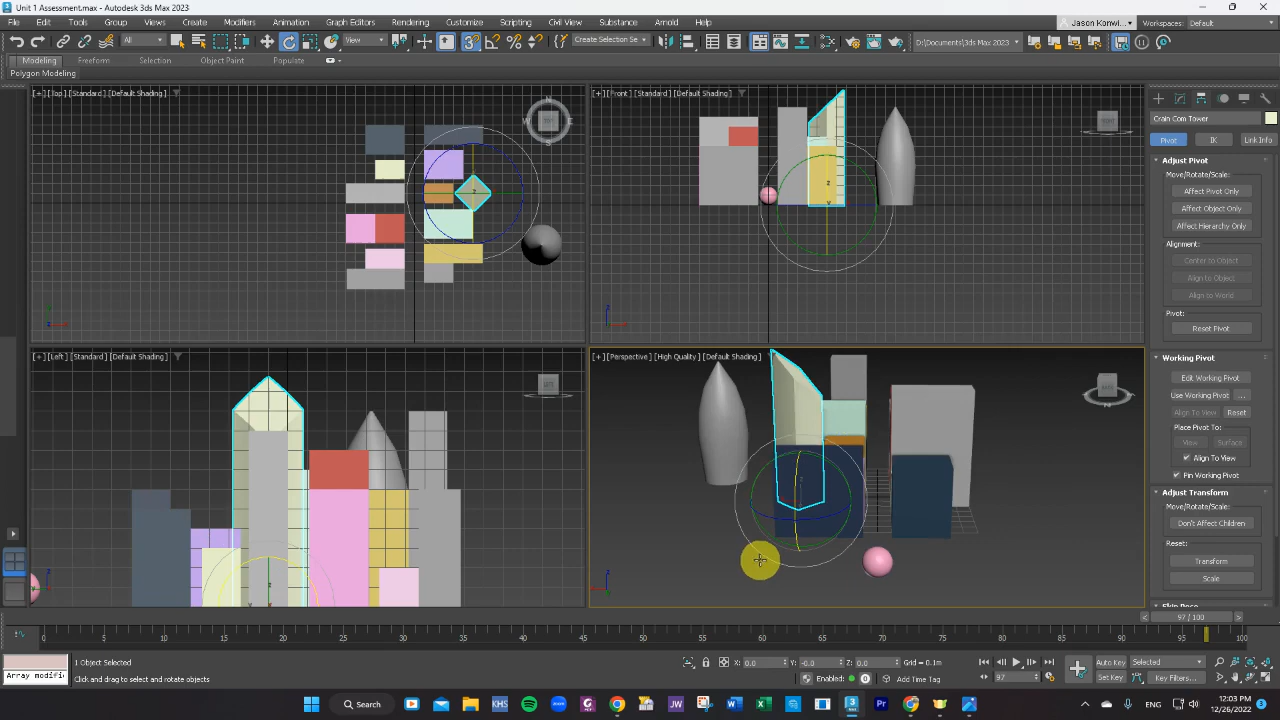 Unit 1 Assessment.max - Autodesk 3ds Max 2023
File Edit Tools Group Views Create Modifiers Animation Graph Editors Rendering Customize Scripting Civil View Substance Arnold Help
Jason Konwi... Workspaces: Default
All View Create Selection Se D:\Documents\3ds Max 2023
Modeling Freeform Selection Object Paint Populate
Polygon Modeling
[+] [Top] [Standard] [Default Shading]
[+] [Front] [Standard] [Default Shading]
[+] [Left] [Standard] [Default Shading]
[+] [Perspective] [High Quality] [Default Shading]
Crain Com Tower
Pivot IK Link Info
Adjust Pivot
Move/Rotate/Scale:
Affect Pivot Only
Affect Object Only
Affect Hierarchy Only
Alignment:
Center to Object
Align to Object
Align to World
Pivot:
Reset Pivot
Working Pivot
Edit Working Pivot
Use Working Pivot ...
Align To View Reset
Place Pivot To:
View Surface
Align To View
Pin Working Pivot
Adjust Transform
Move/Rotate/Scale:
Don't Affect Children
Reset:
Transform
Scale
Skin Pose
97 / 100
0 5 10 15 20 25 30 35 40 45 50 55 60 65 70 75 80 85 90 95 100
1 Object Selected
Array modifi
Click and drag to select and rotate objects
X: 0.0 Y: -0.0 Z: 0.0 Grid = 0.1m
Enabled: Add Time Tag
97
Auto Key Selected
Set Key Key Filters...
Search
ENG 12:03 PM
12/26/2022